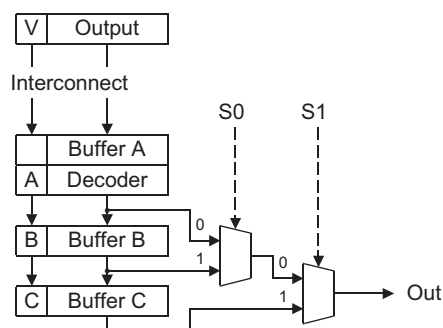 V Output
Interconnect
S0 S1
Buffer A
A Decoder
0
B Buffer B
1 0
C Buffer C
1 Out